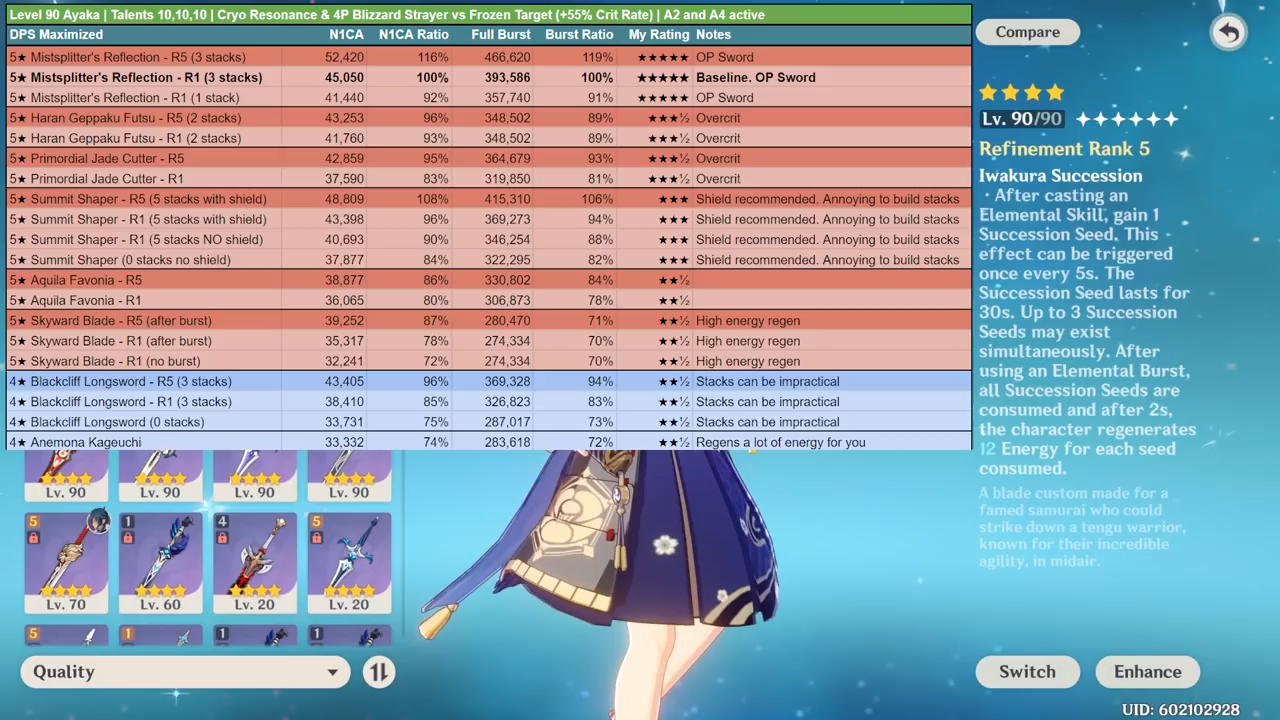 Level 90 Ayaka | Talents 10,10,10 | Cryo Resonance & 4P Blizzard Strayer vs Frozen Target (+55% Crit Rate) | A2 and A4 active
DPS Maximized N1CA N1CA Ratio Full Burst Burst Ratio My Rating Notes
5★ Mistsplitter's Reflection - R5 (3 stacks) 52,420 116% 466,620 119% ★★★★★ OP Sword
5★ Mistsplitter's Reflection - R1 (3 stacks) 45,050 100% 393,586 100% ★★★★★ Baseline. OP Sword
5★ Mistsplitter's Reflection - R1 (1 stack) 41,440 92% 357,740 91% ★★★★★ OP Sword
5★ Haran Geppaku Futsu - R5 (2 stacks) 43,253 96% 348,502 89% ★★★½ Overcrit
5★ Haran Geppaku Futsu - R1 (2 stacks) 41,760 93% 348,502 89% ★★★½ Overcrit
5★ Primordial Jade Cutter - R5 42,859 95% 364,679 93% ★★★½ Overcrit
5★ Primordial Jade Cutter - R1 37,590 83% 319,850 81% ★★★½ Overcrit
5★ Summit Shaper - R5 (5 stacks with shield) 48,809 108% 415,310 106% ★★★ Shield recommended. Annoying to build stacks
5★ Summit Shaper - R1 (5 stacks with shield) 43,398 96% 369,273 94% ★★★ Shield recommended. Annoying to build stacks
5★ Summit Shaper - R1 (5 stacks NO shield) 40,693 90% 346,254 88% ★★★ Shield recommended. Annoying to build stacks
5★ Summit Shaper (0 stacks no shield) 37,877 84% 322,295 82% ★★★ Shield recommended. Annoying to build stacks
5★ Aquila Favonia - R5 38,877 86% 330,802 84% ★★½
5★ Aquila Favonia - R1 36,065 80% 306,873 78% ★★½
5★ Skyward Blade - R5 (after burst) 39,252 87% 280,470 71% ★★½ High energy regen
5★ Skyward Blade - R1 (after burst) 35,317 78% 274,334 70% ★★½ High energy regen
5★ Skyward Blade - R1 (no burst) 32,241 72% 274,334 70% ★★½ High energy regen
4★ Blackcliff Longsword - R5 (3 stacks) 43,405 96% 369,328 94% ★★½ Stacks can be impractical
4★ Blackcliff Longsword - R1 (3 stacks) 38,410 85% 326,823 83% ★★½ Stacks can be impractical
4★ Blackcliff Longsword (0 stacks) 33,731 75% 287,017 73% ★★½ Stacks can be impractical
4★ Anemona Kageuchi 33,332 74% 283,618 72% ★★½ Regens a lot of energy for you
Compare
Lv. 90/90
Refinement Rank 5
Iwakura Succession
· After casting an
Elemental Skill, gain 1
Succession Seed. This
effect can be triggered
once every 5s. The
Succession Seed lasts for
30s. Up to 3 Succession
Seeds may exist
simultaneously. After
using an Elemental Burst,
all Succession Seeds are
consumed and after 2s,
the character regenerates
12 Energy for each seed
consumed.
A blade custom made for a
famed samurai who could
strike down a tengu warrior,
known for their incredible
agility, in midair.
Lv. 90 Lv. 90 Lv. 90 Lv. 90
5 1 4 5
Lv. 70 Lv. 60 Lv. 20 Lv. 20
5 1 1 1
Quality
Switch Enhance
UID: 602102928